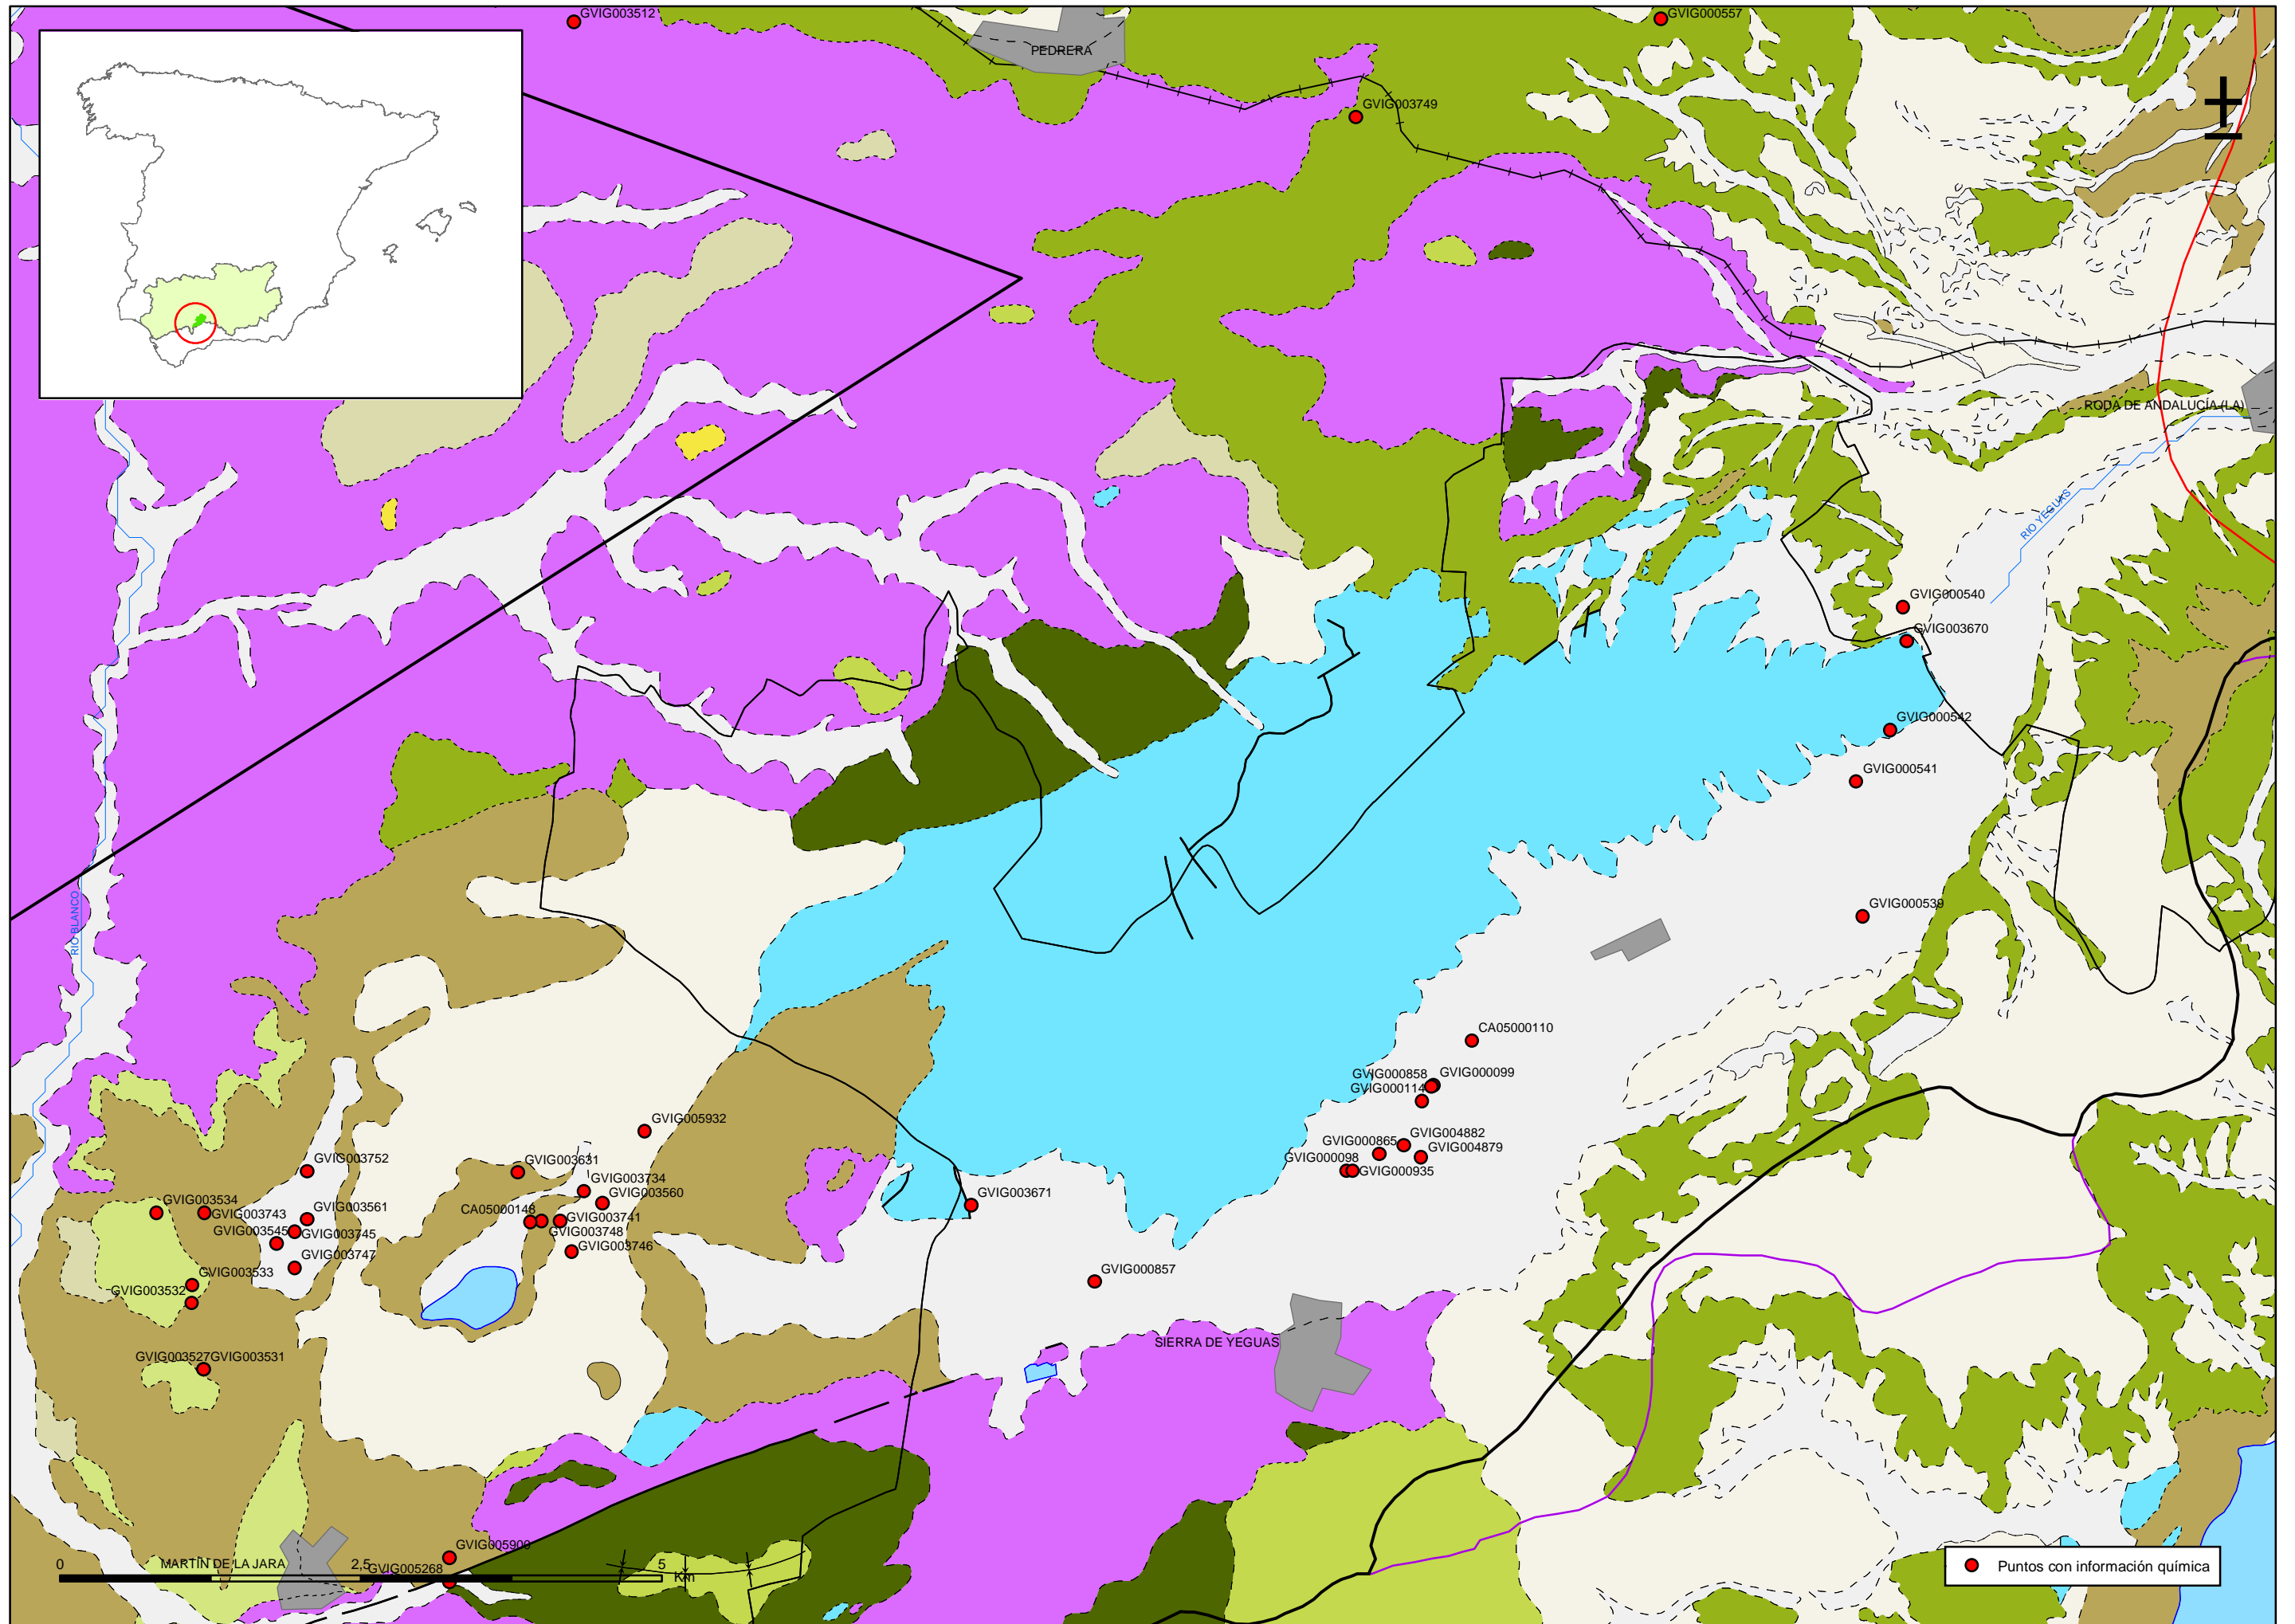 GVIG003512
GVIG000557
PEDRERA
GVIG003749
RODA DE ANDALUCÍA (LA)
RIO YEGUAS
GVIG000540
GVIG003670
GVIG000542
GVIG000541
RIO BLANCO
GVIG000539
CA05000110
GVIG000858
GVIG000099
GVIG000114
GVIG005932
GVIG004882
GVIG000865
GVIG004879
GVIG000098
GVIG000935
GVIG003752
GVIG003631
GVIG003734
GVIG003671
GVIG003534
GVIG003560
GVIG003743
GVIG003561
CA05000148
GVIG003741
GVIG003545
GVIG003745
GVIG003748
GVIG003746
GVIG003747
GVIG003533
GVIG000857
GVIG003532
SIERRA DE YEGUAS
GVIG003527
GVIG003531
GVIG005900
MARTÍN DE LA JARA
GVIG005268
0
2,5
5
Km
Puntos con información química